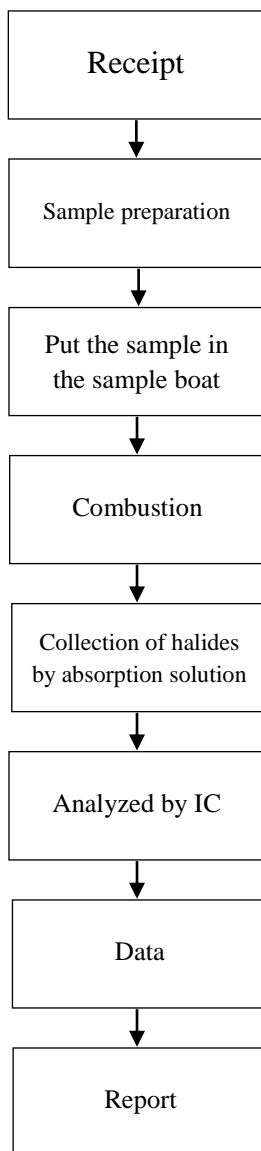 Receipt
Sample preparation
Put the sample in
the sample boat
Combustion
Collection of halides
by absorption solution
Analyzed by IC
Data
Report